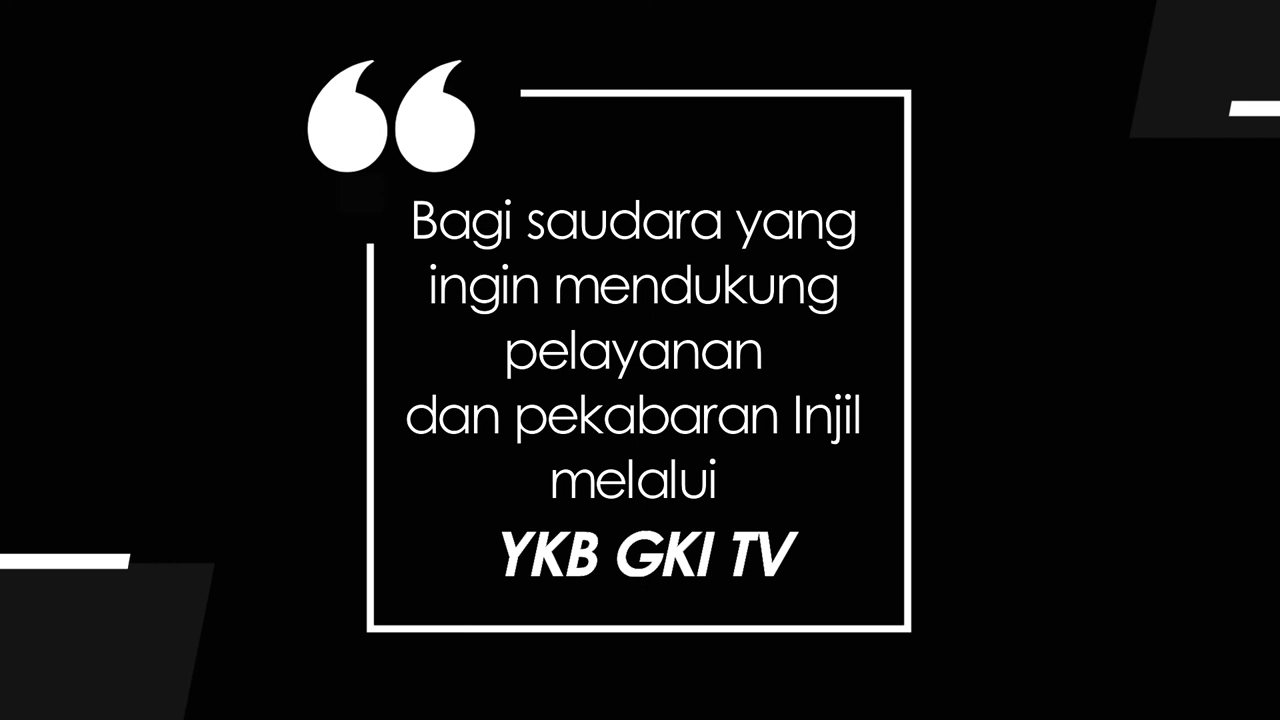 Bagi saudara yang
ingin mendukung
pelayanan
dan pekabaran Injil
melalui
YKB GKI TV